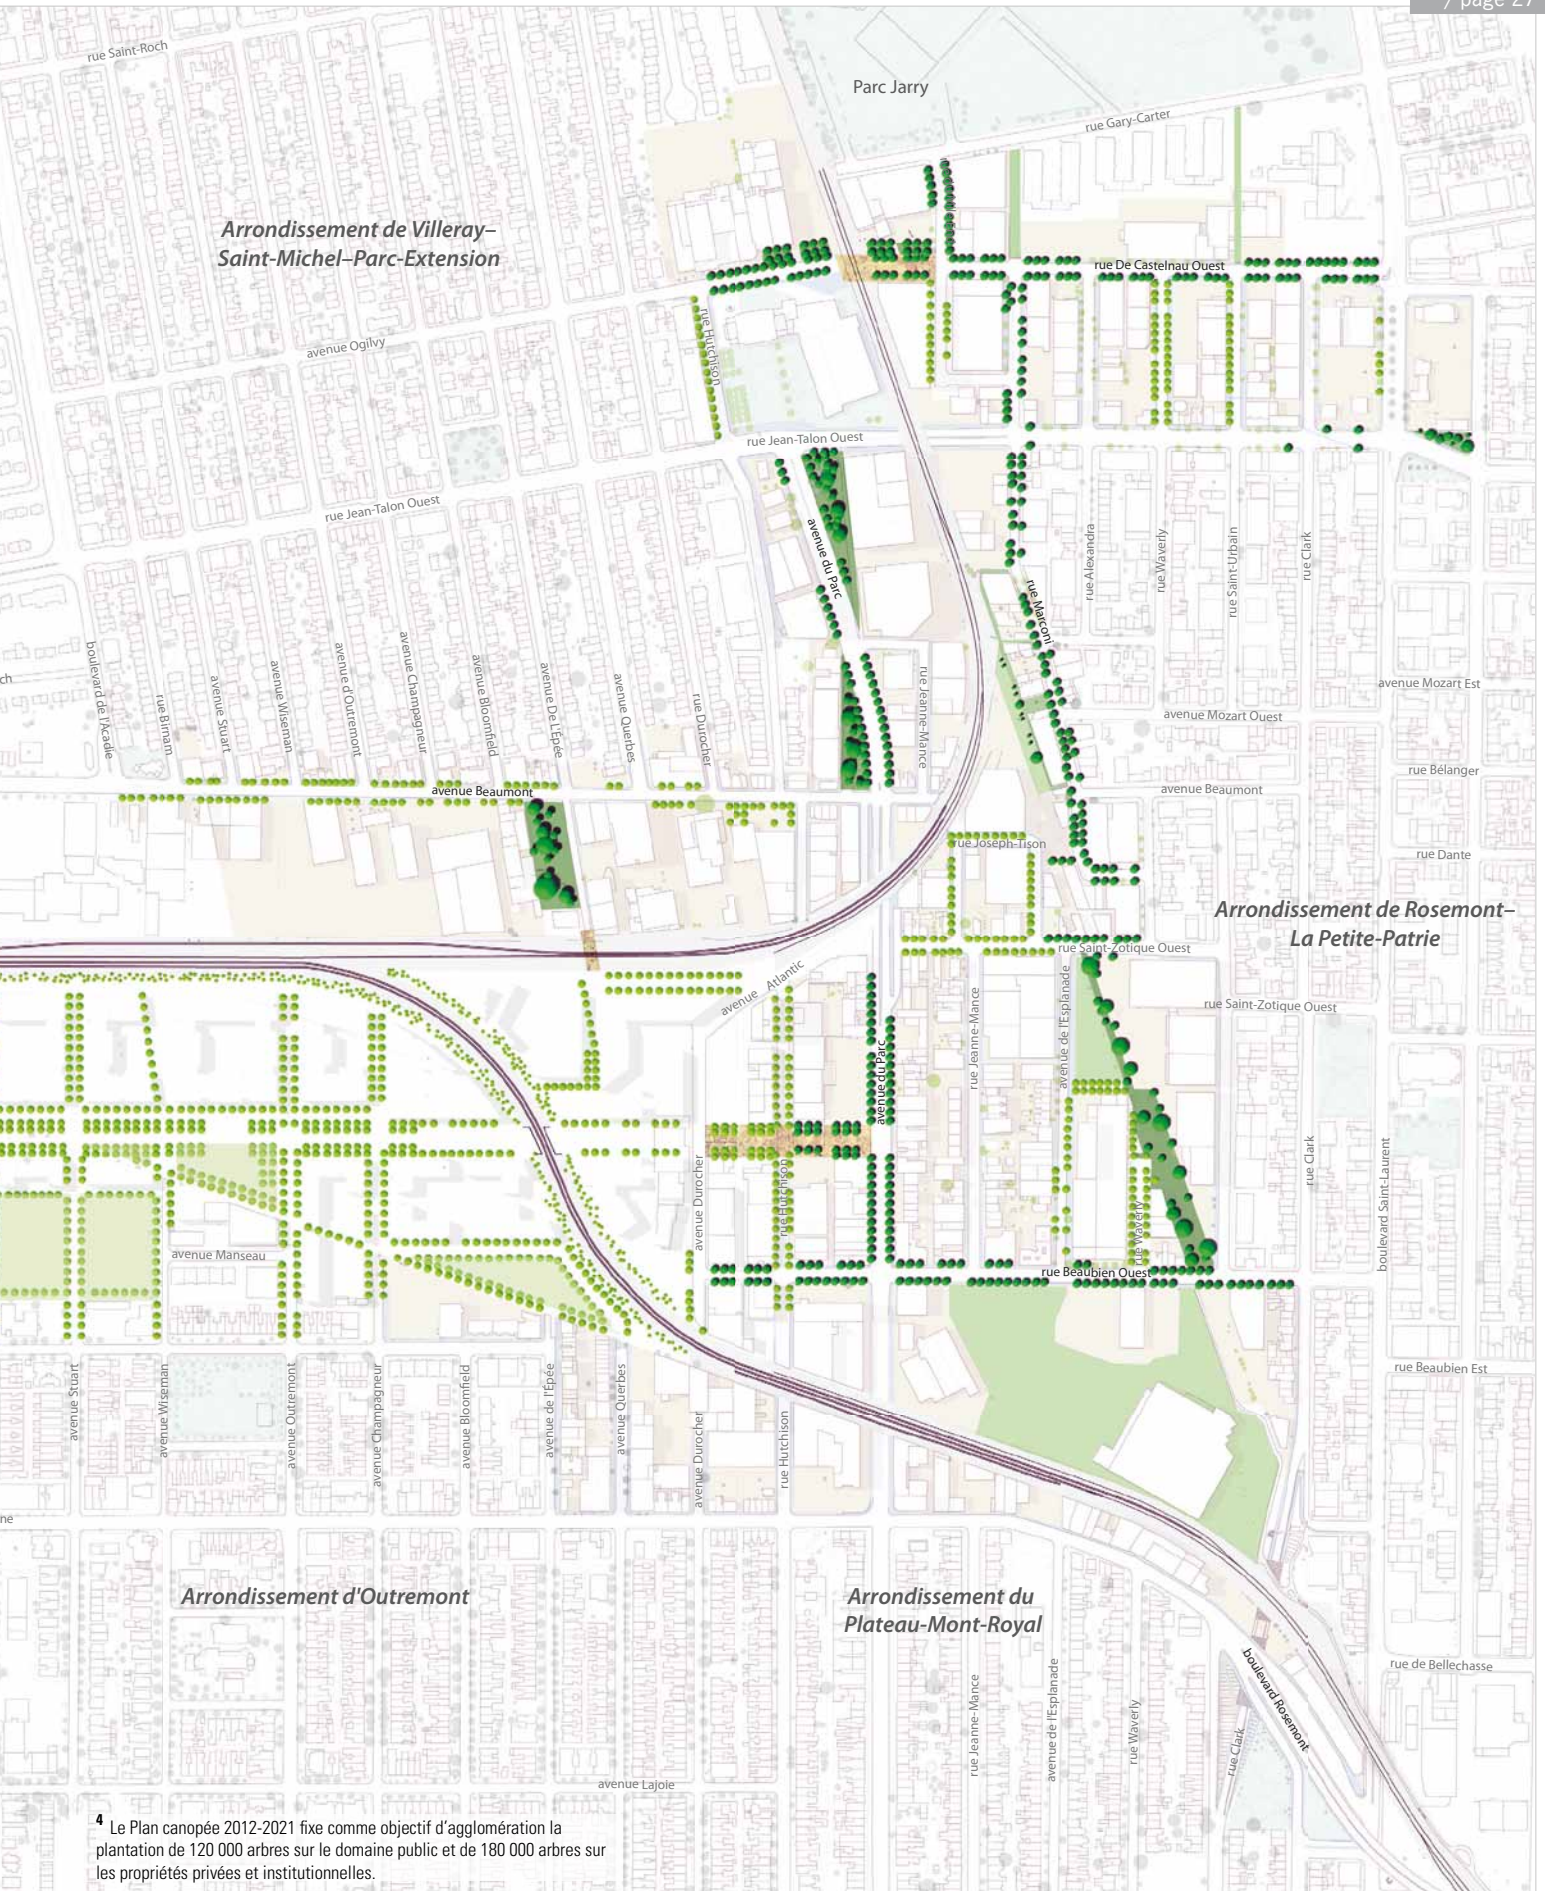 / page 27
rue Saint-Roch
Parc Jarry
rue Gary-Carter
Arrondissement de Villeray–
Saint-Michel–Parc-Extension
rue De Castelnau Ouest
avenue Ogilvy
rue Hutchison
rue Jean-Talon Ouest
rue Jean-Talon Ouest
avenue du Parc
rue Marconi
rue Alexandra
rue Waverly
rue Saint-Urbain
rue Clark
boulevard de l'Acadie
rue Birnam
avenue Stuart
avenue Wiseman
avenue d'Outremont
avenue Champagneur
avenue Bloomfield
avenue De L'Épée
avenue Querbes
rue Durocher
rue Jeanne-Mance
avenue Mozart Est
avenue Mozart Ouest
rue Bélanger
avenue Beaumont
avenue Beaumont
rue Joseph-Tison
rue Dante
Arrondissement de Rosemont–
La Petite-Patrie
rue Saint-Zotique Ouest
avenue Atlantic
rue Saint-Zotique Ouest
avenue du Parc
rue Jeanne-Mance
avenue de l'Esplanade
avenue Durocher
rue Hutchison
rue Waverly
rue Clark
boulevard Saint-Laurent
avenue Manseau
rue Beaubien Ouest
rue Beaubien Est
avenue Stuart
avenue Wiseman
avenue Outremont
avenue Champagneur
avenue Bloomfield
avenue de l'Épée
avenue Querbes
avenue Durocher
rue Hutchison
ne
ch
Arrondissement d'Outremont
Arrondissement du
Plateau-Mont-Royal
rue de Bellechasse
boulevard Rosemont
rue Jeanne-Mance
avenue de l'Esplanade
rue Waverly
rue Clark
avenue Lajoie
4 Le Plan canopée 2012-2021 fixe comme objectif d'agglomération la
plantation de 120 000 arbres sur le domaine public et de 180 000 arbres sur
les propriétés privées et institutionnelles.